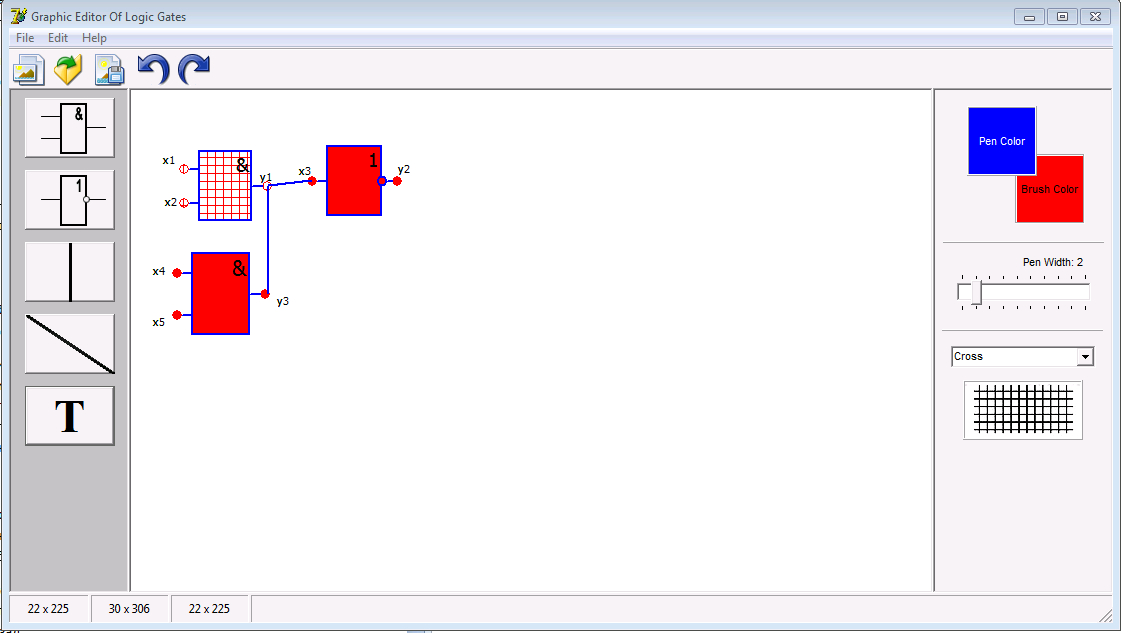 Graphic Editor Of Logic Gates
File Edit Help
&
1
T
x1
x2
&
y1
x3
1
y2
x4
x5
&
y3
Pen Color
Brush Color
Pen Width: 2
Cross
22 x 225 30 x 306 22 x 225